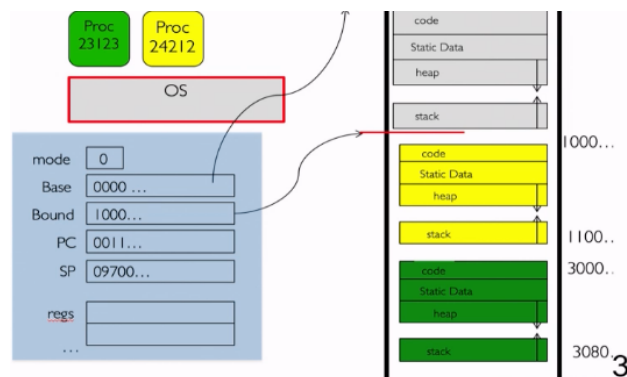 Proc
23123
Proc
24212
OS
mode 0
Base 0000 ...
Bound 1000...
PC 0011...
SP 09700...
regs
...
code
Static Data
heap
stack
1000...
code
Static Data
heap
stack
1100..
code
3000..
Static Data
heap
stack
3080.
3